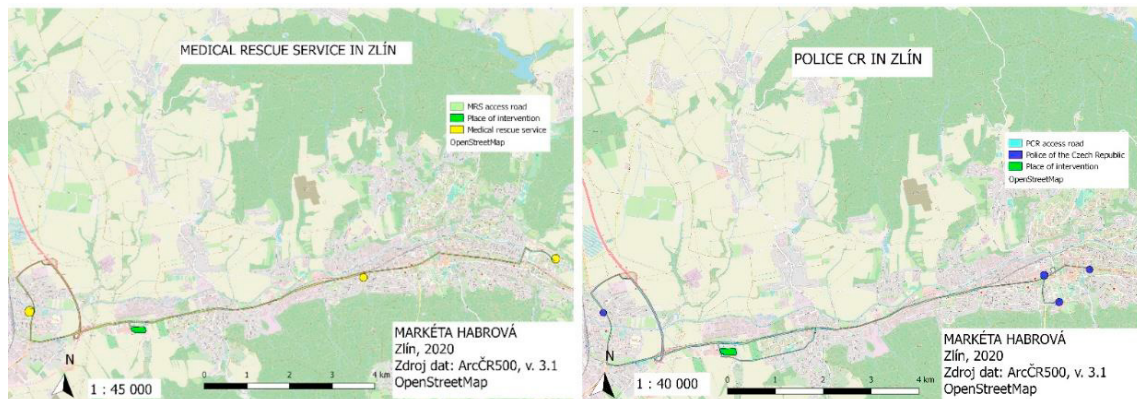 MEDICAL RESCUE SERVICE IN ZLÍN
MRS access road
Place of intervention
Medical rescue service
OpenStreetMap
N
1 : 45 000
0 1 2 3 4 km
MARKÉTA HABROVÁ
Zlín, 2020
Zdroj dat: ArcČR500, v. 3.1
OpenStreetMap
POLICE CR IN ZLÍN
PCR access road
Police of the Czech Republic
Place of intervention
OpenStreetMap
N
1 : 40 000
0 1 2 3 4 km
MARKÉTA HABROVÁ
Zlín, 2020
Zdroj dat: ArcČR500, v. 3.1
OpenStreetMap